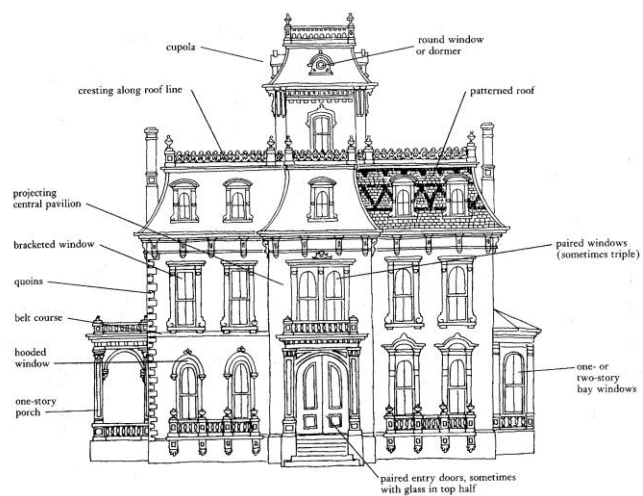 cupola
round window
or dormer
cresting along roof line
patterned roof
projecting
central pavilion
bracketed window
paired windows
(sometimes triple)
quoins
belt course
hooded
window
one- or
two-story
bay windows
one-story
porch
paired entry doors, sometimes
with glass in top half